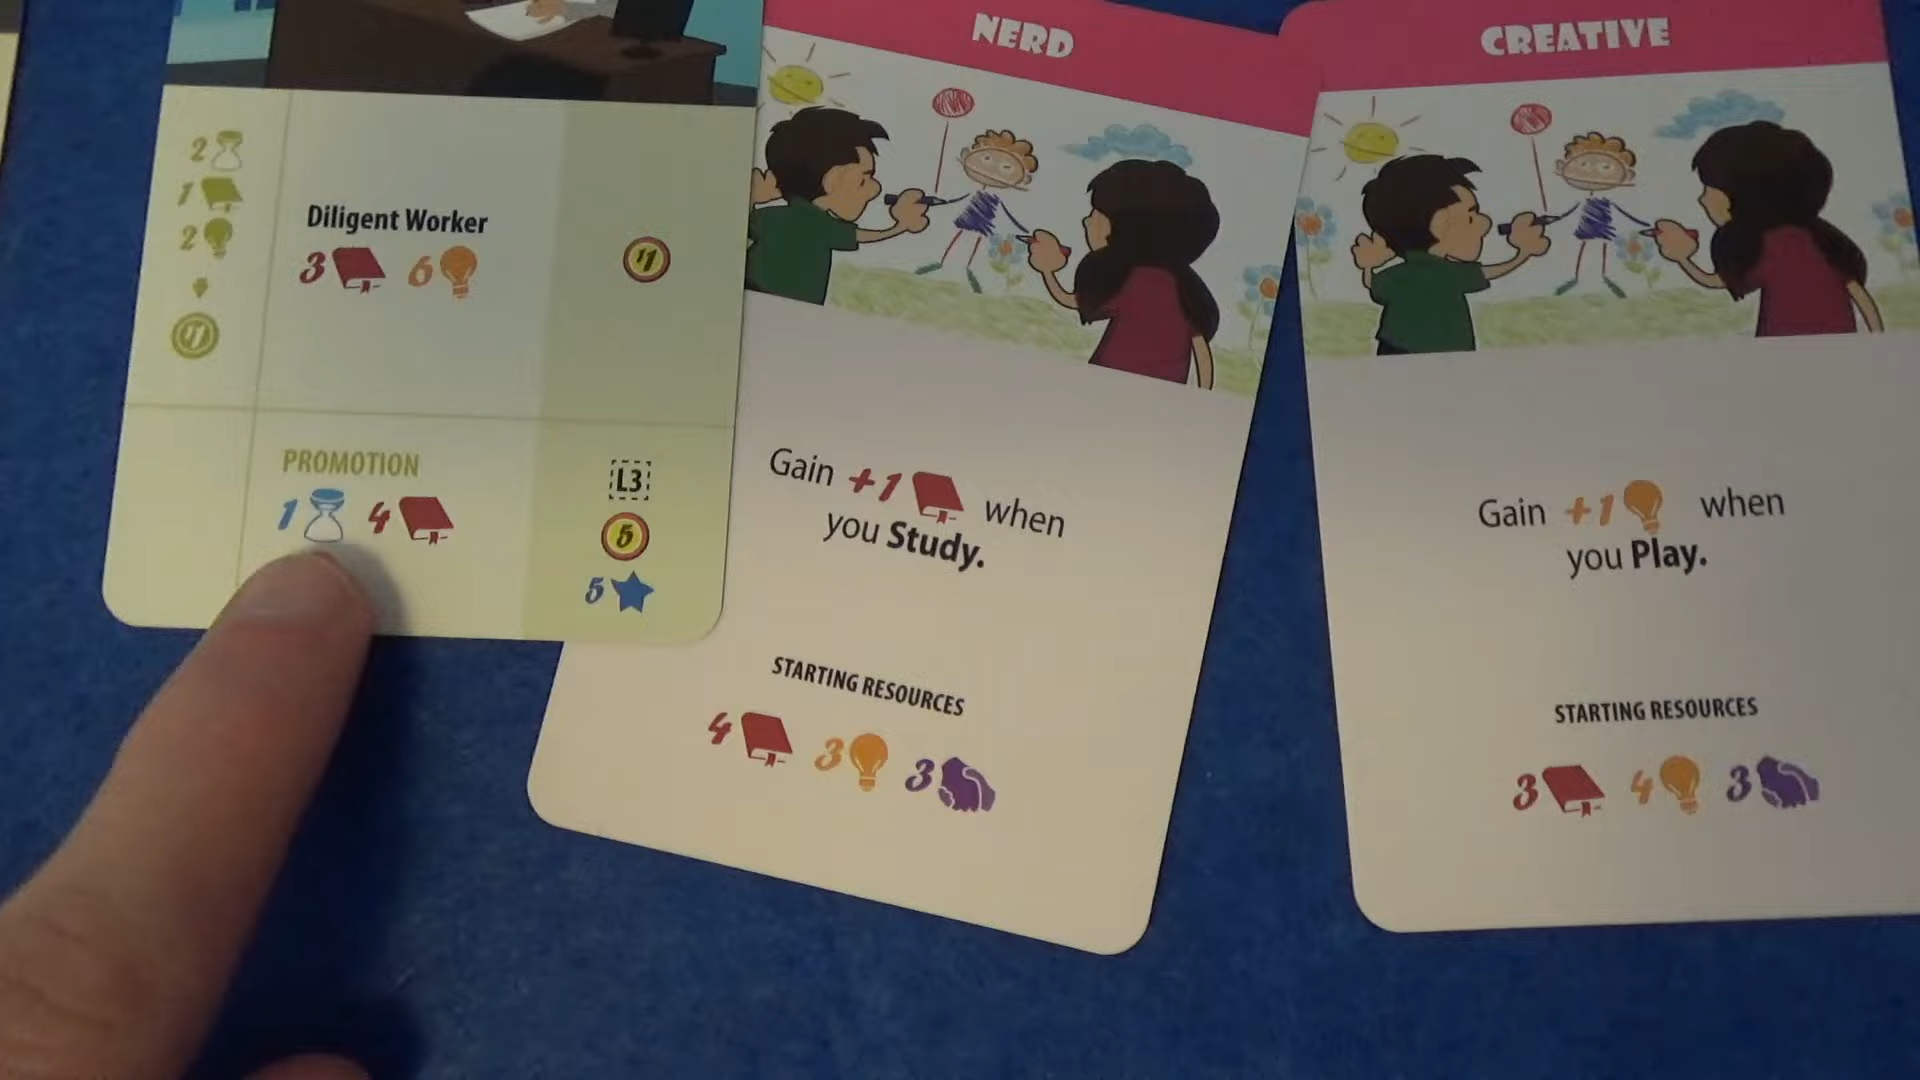 2
1
2
11
Diligent Worker
3 6
11
PROMOTION
1 4
L3
5
5
NERD
Gain +1 when
you Study.
STARTING RESOURCES
4 3 3
CREATIVE
Gain +1 when
you Play.
STARTING RESOURCES
3 4 3